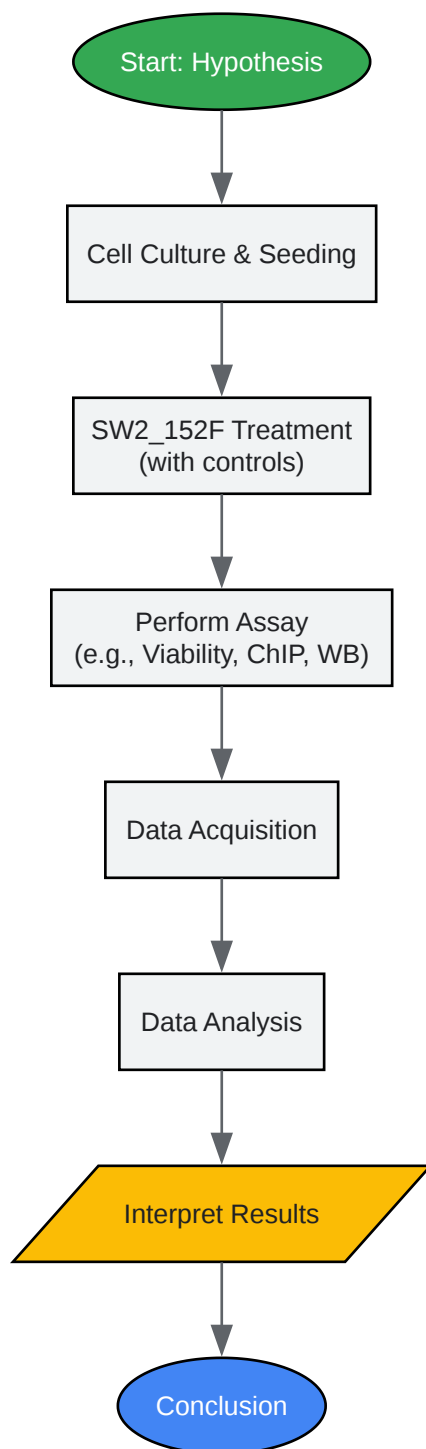 Start: Hypothesis
Cell Culture & Seeding
SW2_152F Treatment
(with controls)
Perform Assay
(e.g., Viability, ChIP, WB)
Data Acquisition
Data Analysis
Interpret Results
Conclusion